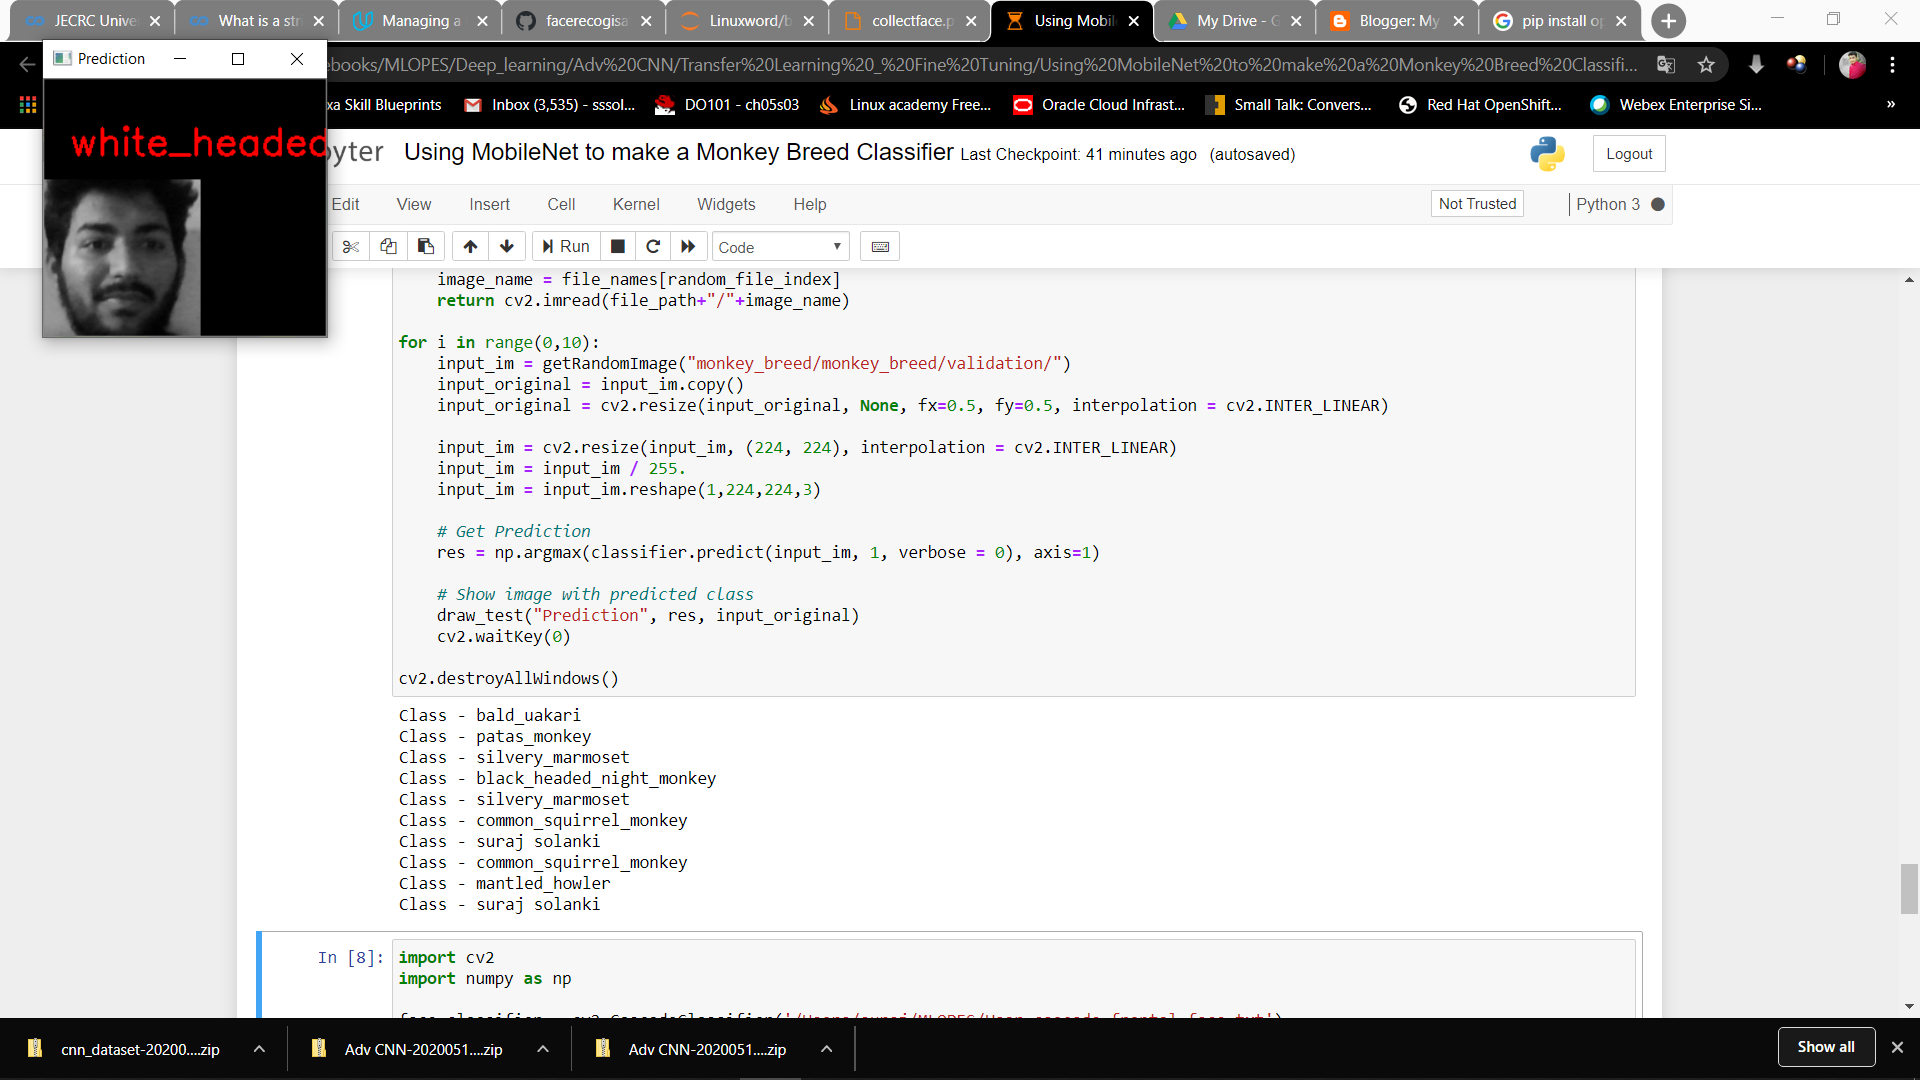 JECRC Unive
What is a str
Managing a
facerecogisa
Linuxword/b
collectface.p
Using Mobil
My Drive - G
Blogger: My
pip install op
Prediction
ebooks/MLOPES/Deep_learning/Adv%20CNN/Transfer%20Learning%20_%20Fine%20Tuning/Using%20MobileNet%20to%20make%20a%20Monkey%20Breed%20Classifi...
xa Skill Blueprints
Inbox (3,535) - sssol...
DO101 - ch05s03
Linux academy Free...
Oracle Cloud Infrast...
Small Talk: Convers...
Red Hat OpenShift...
Webex Enterprise Si...
»
white_headed
yter
Using MobileNet to make a Monkey Breed Classifier Last Checkpoint: 41 minutes ago (autosaved)
Logout
Edit View Insert Cell Kernel Widgets Help
Not Trusted
Python 3
Run
Code
    image_name = file_names[random_file_index]
    return cv2.imread(file_path+"/"+image_name)
for i in range(0,10):
    input_im = getRandomImage("monkey_breed/monkey_breed/validation/")
    input_original = input_im.copy()
    input_original = cv2.resize(input_original, None, fx=0.5, fy=0.5, interpolation = cv2.INTER_LINEAR)
    input_im = cv2.resize(input_im, (224, 224), interpolation = cv2.INTER_LINEAR)
    input_im = input_im / 255.
    input_im = input_im.reshape(1,224,224,3)
    # Get Prediction
    res = np.argmax(classifier.predict(input_im, 1, verbose = 0), axis=1)
    # Show image with predicted class
    draw_test("Prediction", res, input_original)
    cv2.waitKey(0)
cv2.destroyAllWindows()
Class - bald_uakari
Class - patas_monkey
Class - silvery_marmoset
Class - black_headed_night_monkey
Class - silvery_marmoset
Class - common_squirrel_monkey
Class - suraj solanki
Class - common_squirrel_monkey
Class - mantled_howler
Class - suraj solanki
In [8]:
import cv2
import numpy as np
cnn_dataset-20200....zip
Adv CNN-2020051....zip
Adv CNN-2020051....zip
Show all